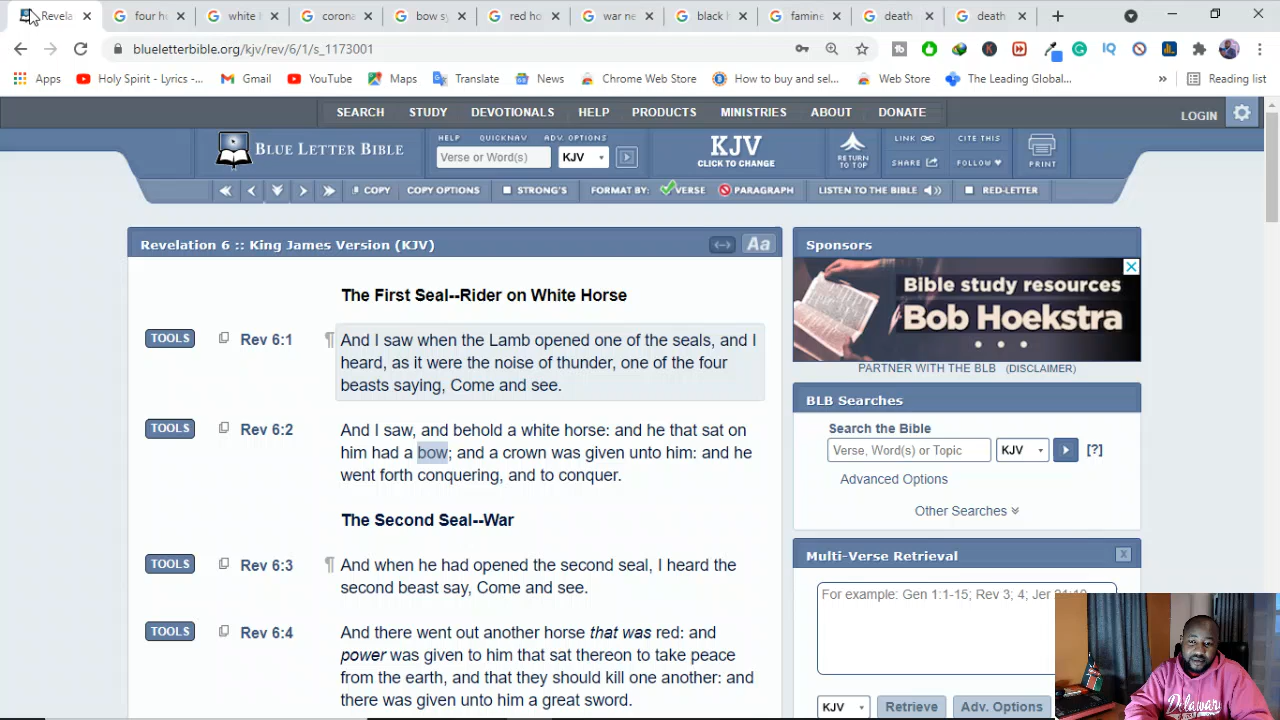 Revela
four h
white h
corona
bow sy
red ho
war ne
black h
famine
death
death
blueletterbible.org/kjv/rev/6/1/s_1173001
Apps
Holy Spirit - Lyrics -...
Gmail
YouTube
Maps
Translate
News
Chrome Web Store
How to buy and sel...
Web Store
The Leading Global...
Reading list
SEARCH STUDY DEVOTIONALS HELP PRODUCTS MINISTRIES ABOUT DONATE
LOGIN
BLUE LETTER BIBLE
HELP QUICKNAV ADV. OPTIONS
Verse or Word(s) KJV
KJV
CLICK TO CHANGE
RETURN
TO TOP
LINK
CITE THIS
SHARE
FOLLOW
PRINT
COPY COPY OPTIONS STRONG'S FORMAT BY: VERSE PARAGRAPH LISTEN TO THE BIBLE RED-LETTER
Revelation 6 :: King James Version (KJV)
Aa
The First Seal--Rider on White Horse
TOOLS Rev 6:1 ¶ And I saw when the Lamb opened one of the seals, and I
heard, as it were the noise of thunder, one of the four
beasts saying, Come and see.
TOOLS Rev 6:2 And I saw, and behold a white horse: and he that sat on
him had a bow; and a crown was given unto him: and he
went forth conquering, and to conquer.
The Second Seal--War
TOOLS Rev 6:3 ¶ And when he had opened the second seal, I heard the
second beast say, Come and see.
TOOLS Rev 6:4 And there went out another horse that was red: and
power was given to him that sat thereon to take peace
from the earth, and that they should kill one another: and
there was given unto him a great sword.
Sponsors
Bible study resources
Bob Hoekstra
PARTNER WITH THE BLB (DISCLAIMER)
BLB Searches
Search the Bible
Verse, Word(s) or Topic KJV [?]
Advanced Options
Other Searches
Multi-Verse Retrieval
For example: Gen 1:1-15; Rev 3; 4; Jer
KJV Retrieve Adv. Options
Delaware